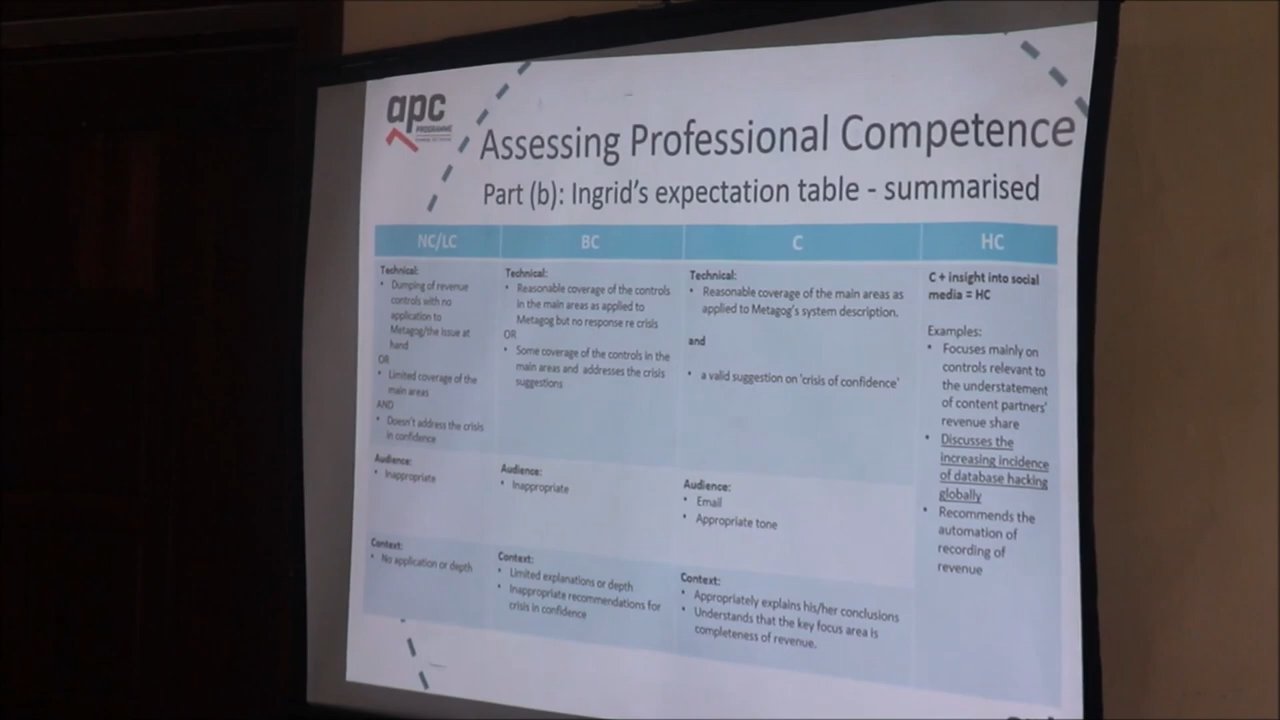 apc
PROGRAMME
Assessing Professional Competence
Part (b): Ingrid's expectation table - summarised
NC/LC
BC
C
HC
Technical:
• Dumping of revenue
controls with no
application to
Metagog/the issue at
hand
OR
• Limited coverage of the
main areas
AND
• Doesn't address the crisis
in confidence
Technical:
• Reasonable coverage of the controls
in the main areas as applied to
Metagog but no response re crisis
OR
• Some coverage of the controls in the
main areas and addresses the crisis
suggestions
Technical:
• Reasonable coverage of the main areas as
applied to Metagog's system description.
and
• a valid suggestion on 'crisis of confidence'
C + insight into social
media = HC
Examples:
• Focuses mainly on
controls relevant to
the understatement
of content partners'
revenue share
• Discusses the
increasing incidence
of database hacking
globally
• Recommends the
automation of
recording of
revenue
Audience:
• Inappropriate
Audience:
• Inappropriate
Audience:
• Email
• Appropriate tone
Context:
• No application or depth
Context:
• Limited explanations or depth
• Inappropriate recommendations for
crisis in confidence
Context:
• Appropriately explains his/her conclusions
• Understands that the key focus area is
completeness of revenue.